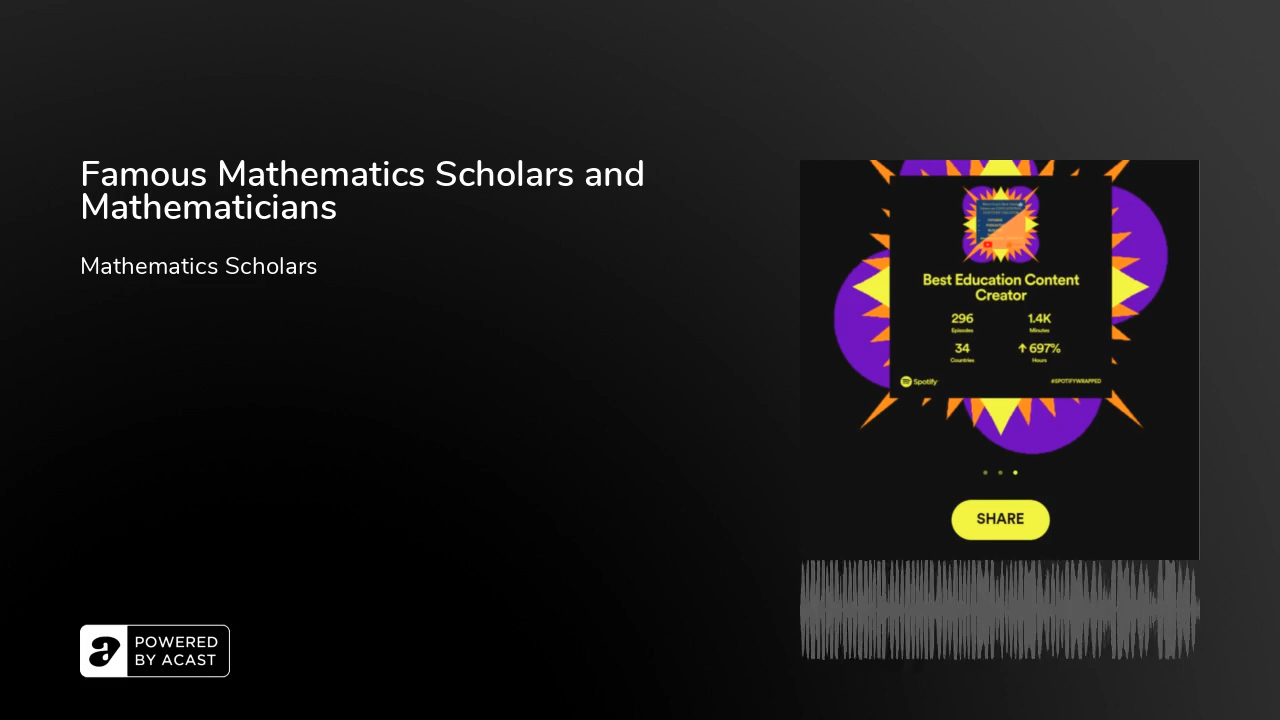 Famous Mathematics Scholars and
Mathematicians
Mathematics Scholars
Best Education Content
Creator
296
1.4K
Episodes
Minutes
34
↑ 697%
Countries
Hours
Spotify
#SPOTIFYWRAPPED
SHARE
a POWERED
BY ACAST